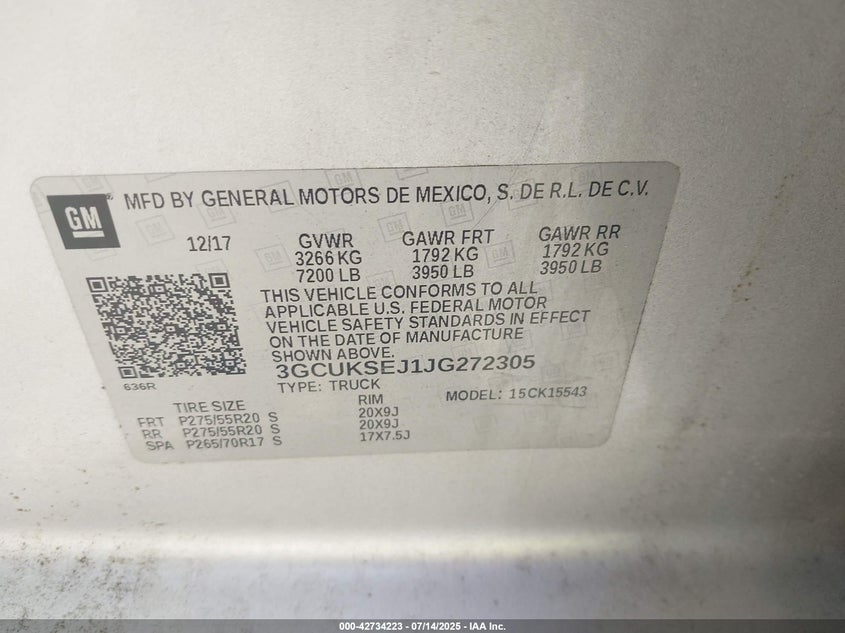 GM
MFD BY GENERAL MOTORS DE MEXICO, S. DE R.L. DE C.V.
12/17 GVWR GAWR FRT GAWR RR
3266 KG 1792 KG 1792 KG
7200 LB 3950 LB 3950 LB
THIS VEHICLE CONFORMS TO ALL
APPLICABLE U.S. FEDERAL MOTOR
VEHICLE SAFETY STANDARDS IN EFFECT
ON THE DATE OF MANUFACTURE
SHOWN ABOVE.
3GCUKSEJ1JG272305
636R TYPE: TRUCK MODEL: 15CK15543
TIRE SIZE RIM
FRT P275/55R20 S 20X9J
RR P275/55R20 S 20X9J
SPA P265/70R17 S 17X7.5J
000-42734223 - 07/14/2025 - IAA Inc.